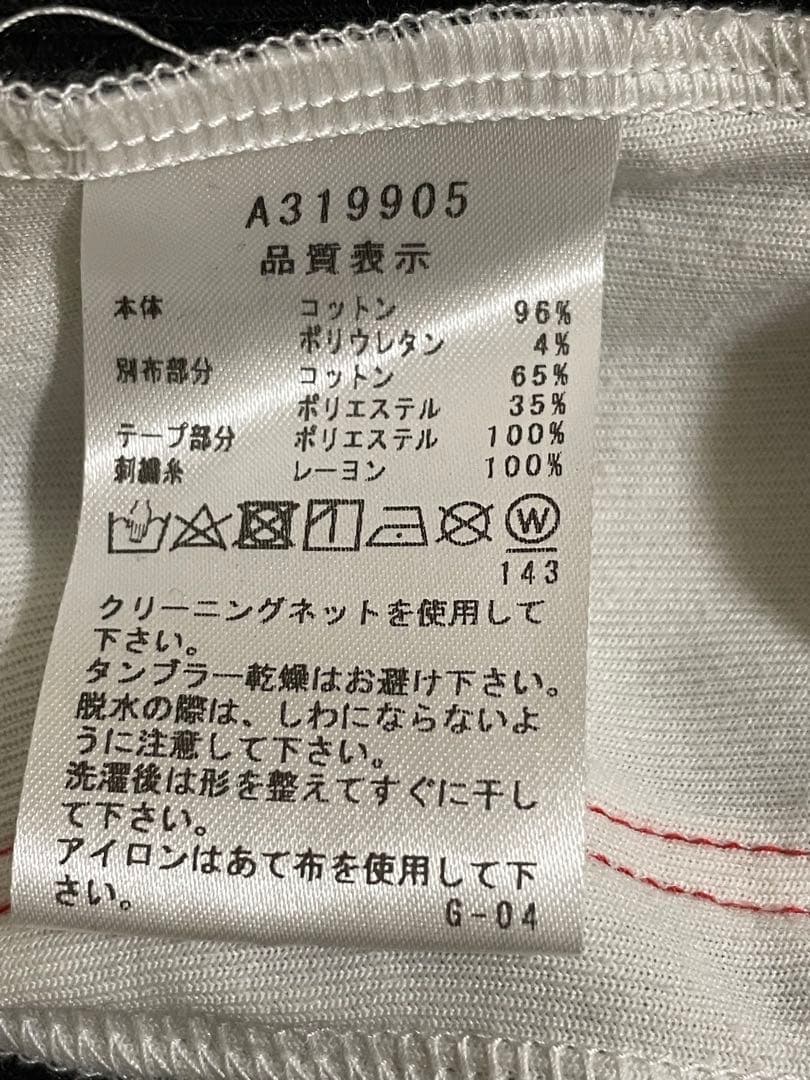 A319905
品質表示
本体 コットン 96%
ポリウレタン 4%
別布部分 コットン 65%
ポリエステル 35%
テープ部分 ポリエステル 100%
刺繍糸 レーヨン 100%
W
143
クリーニングネットを使用して
下さい。
タンブラー乾燥はお避け下さい。
脱水の際は、しわにならないよ
うに注意して下さい。
洗濯後は形を整えてすぐに干し
て下さい。
アイロンはあて布を使用して下
さい。
G-04